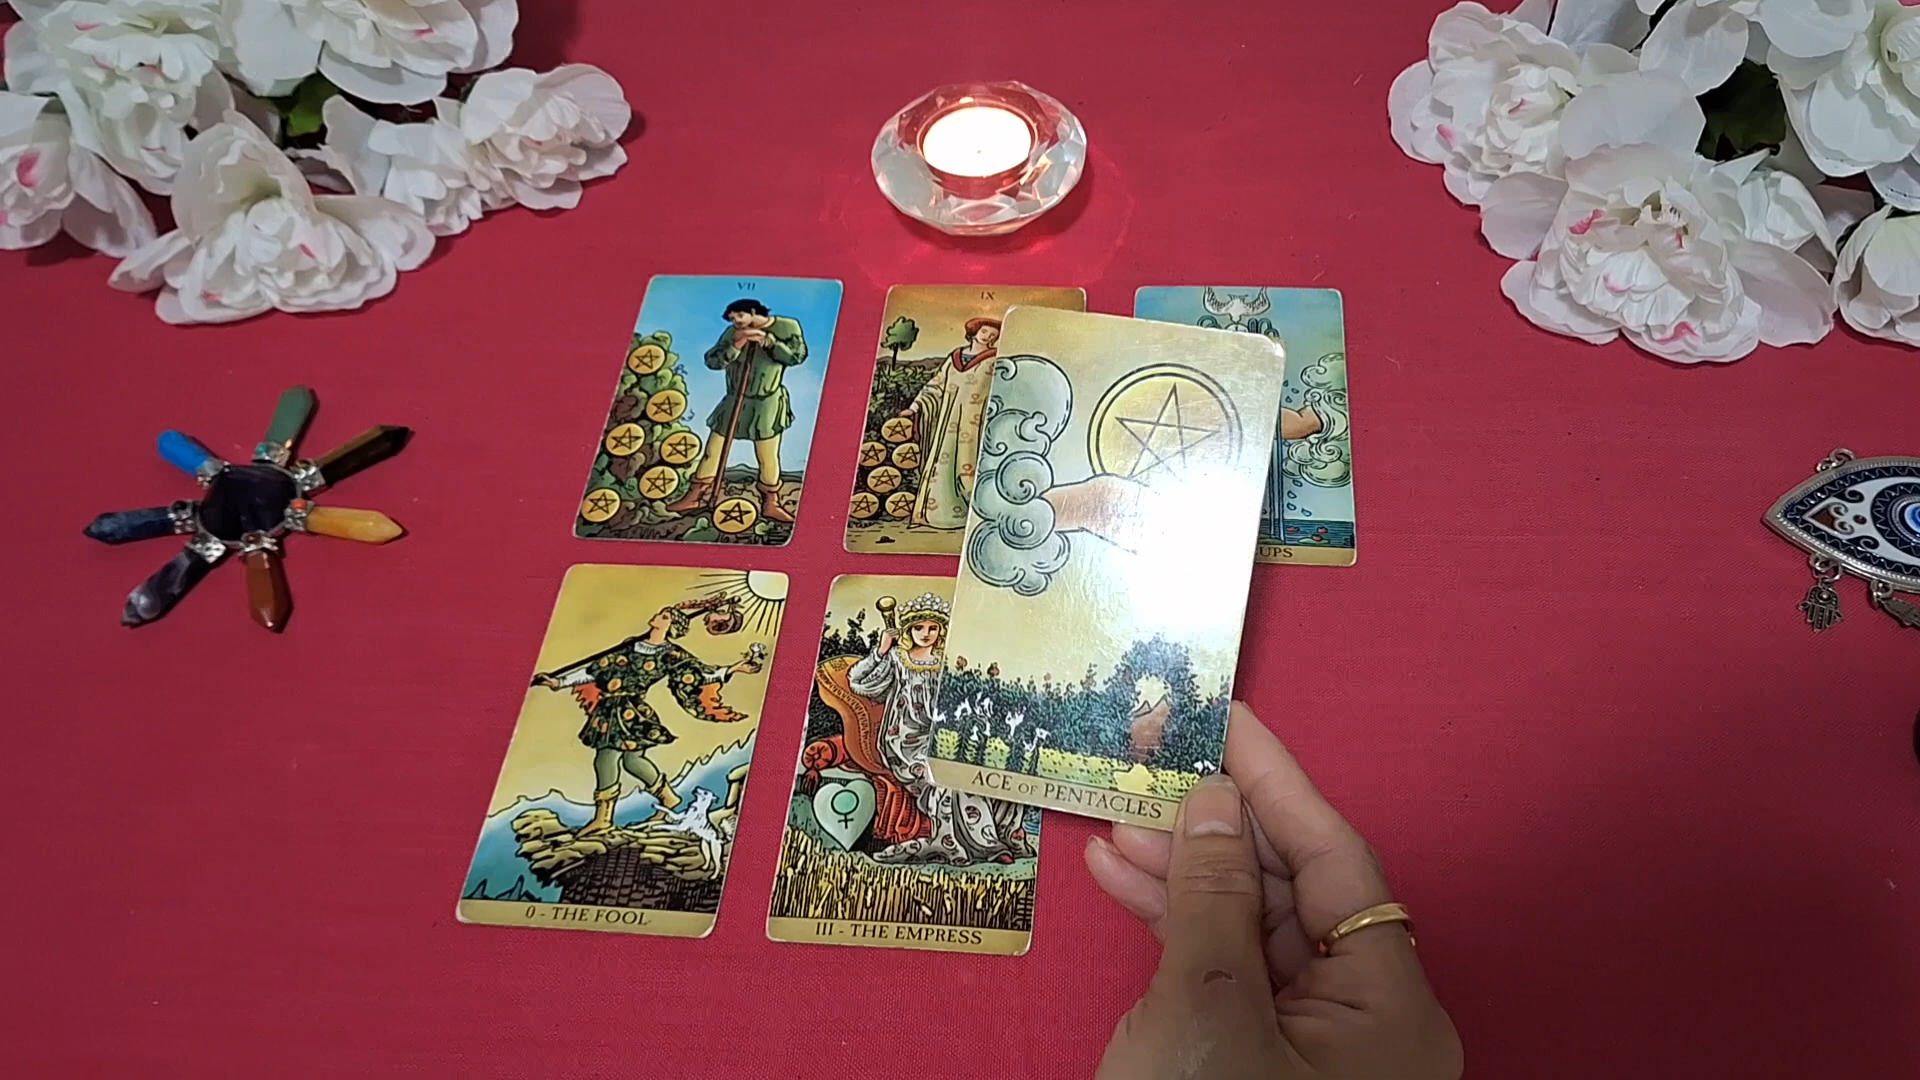 VII
IX
UPS
ACE OF PENTACLES
0 - THE FOOL
III - THE EMPRESS